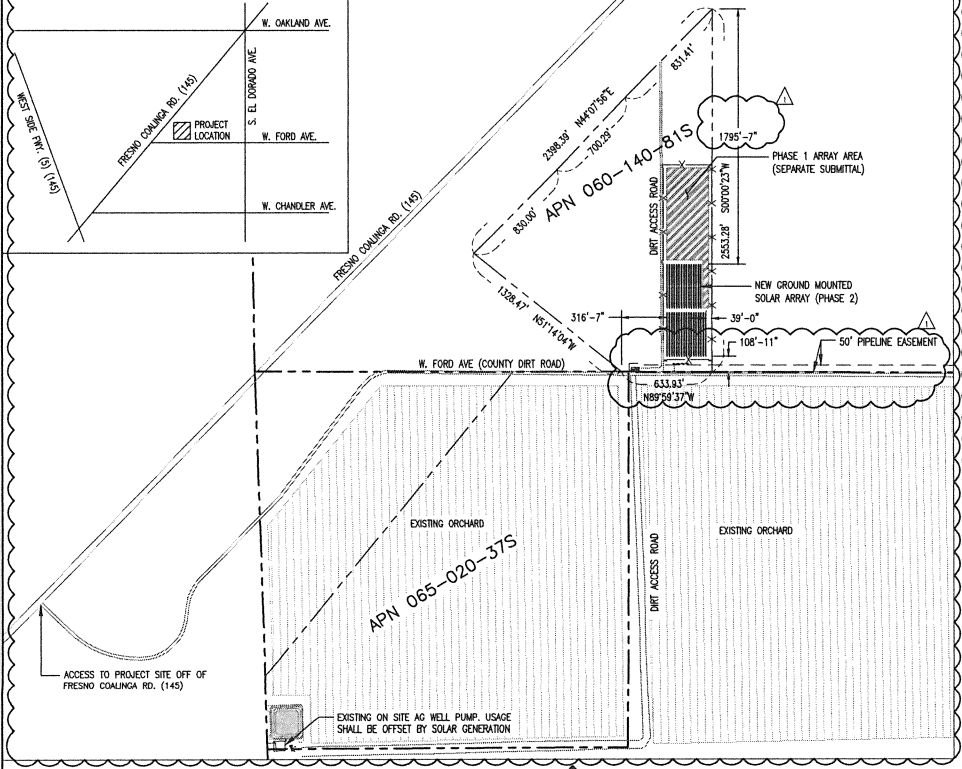 W. OAKLAND AVE.
S. EL DORADO AVE.
WEST SIDE FWY. (5) (145)
FRESNO COALINGA RD. (145)
PROJECT
LOCATION
W. FORD AVE.
W. CHANDLER AVE.
831.41'
2398.39' N44°07'56"E
700.29'
830.00'
APN 060-140-81S
1
1795'-7"
PHASE 1 ARRAY AREA
(SEPARATE SUBMITTAL)
DIRT ACCESS ROAD
2553.28' S00°00'23"W
FRESNO COALINGA RD. (145)
1328.47' N51°14'04"W
NEW GROUND MOUNTED
SOLAR ARRAY (PHASE 2)
316'-7"
39'-0"
1
108'-11"
50' PIPELINE EASEMENT
W. FORD AVE (COUNTY DIRT ROAD)
633.93'
N89°59'37"W
EXISTING ORCHARD
EXISTING ORCHARD
APN 065-020-37S
DIRT ACCESS ROAD
ACCESS TO PROJECT SITE OFF OF
FRESNO COALINGA RD. (145)
EXISTING ON SITE AG WELL PUMP. USAGE
SHALL BE OFFSET BY SOLAR GENERATION